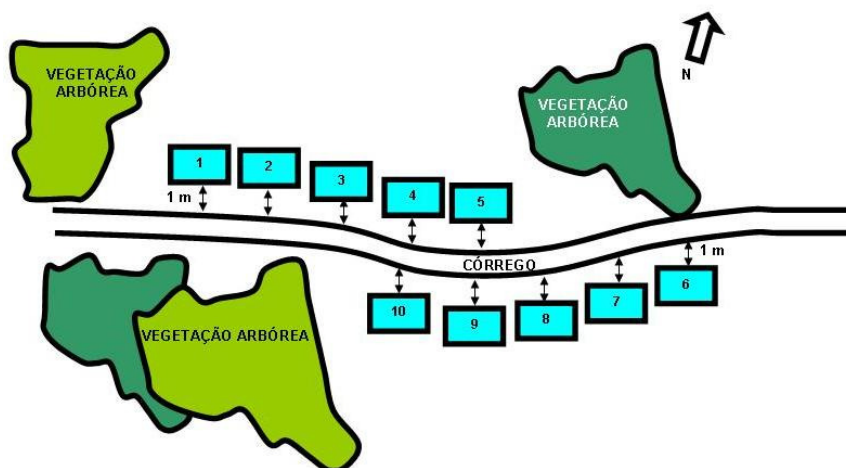 N
VEGETAÇÃO
ARBÓREA
VEGETAÇÃO
ARBÓREA
1
2
3
4
5
1 m
CÓRREGO
1 m
6
7
8
9
10
VEGETAÇÃO ARBÓREA